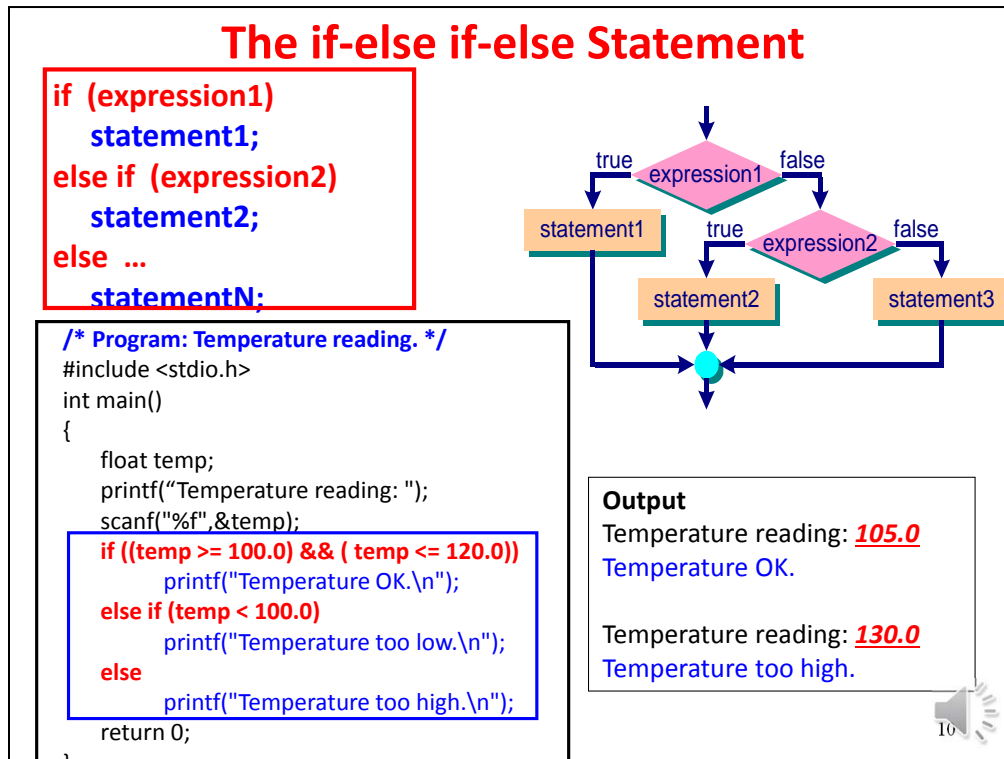 The if-else if-else Statement
if (expression1)
statement1;
else if (expression2)
statement2;
else …
statementN;
true
expression1
false
statement1
true
expression2
false
statement2
statement3
/* Program: Temperature reading. */
#include <stdio.h>
int main()
{
float temp;
printf(“Temperature reading: ");
scanf("%f",&temp);
if ((temp >= 100.0) && ( temp <= 120.0))
printf("Temperature OK.\n");
else if (temp < 100.0)
printf("Temperature too low.\n");
else
printf("Temperature too high.\n");
return 0;
}
Output
Temperature reading: 105.0
Temperature OK.
Temperature reading: 130.0
Temperature too high.
10